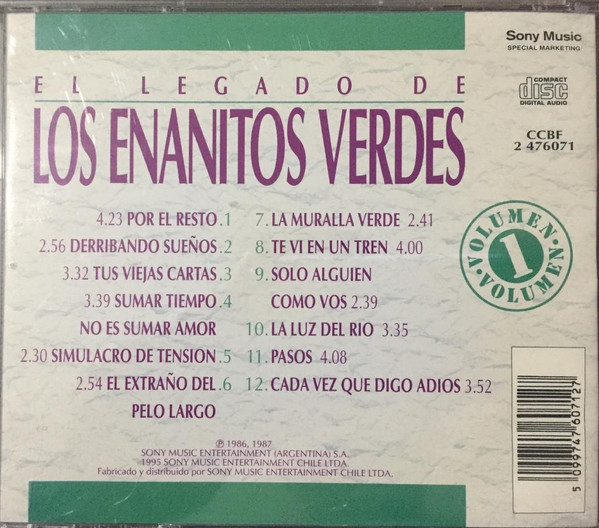 Sony Music
SPECIAL MARKETING
EL LEGADO DE
LOS ENANITOS VERDES
COMPACT
disc
DIGITAL AUDIO
CCBF
2 476071
4.23 POR EL RESTO .1
2.56 DERRIBANDO SUEÑOS .2
3.32 TUS VIEJAS CARTAS .3
3.39 SUMAR TIEMPO .4
NO ES SUMAR AMOR
2.30 SIMULACRO DE TENSION .5
2.54 EL EXTRAÑO DEL .6
PELO LARGO
7. LA MURALLA VERDE 2.41
8. TE VI EN UN TREN 4.00
9. SOLO ALGUIEN
COMO VOS 2.39
10. LA LUZ DEL RIO 3.35
11. PASOS 4.08
12. CADA VEZ QUE DIGO ADIOS 3.52
·VOLUMEN·
1
VOLUMEN
℗ 1986, 1987
SONY MUSIC ENTERTAINMENT (ARGENTINA) S.A.
1995 SONY MUSIC ENTERTAINMENT CHILE LTDA.
Fabricado y distribuido por SONY MUSIC ENTERTAINMENT CHILE LTDA.
5 099747 607127